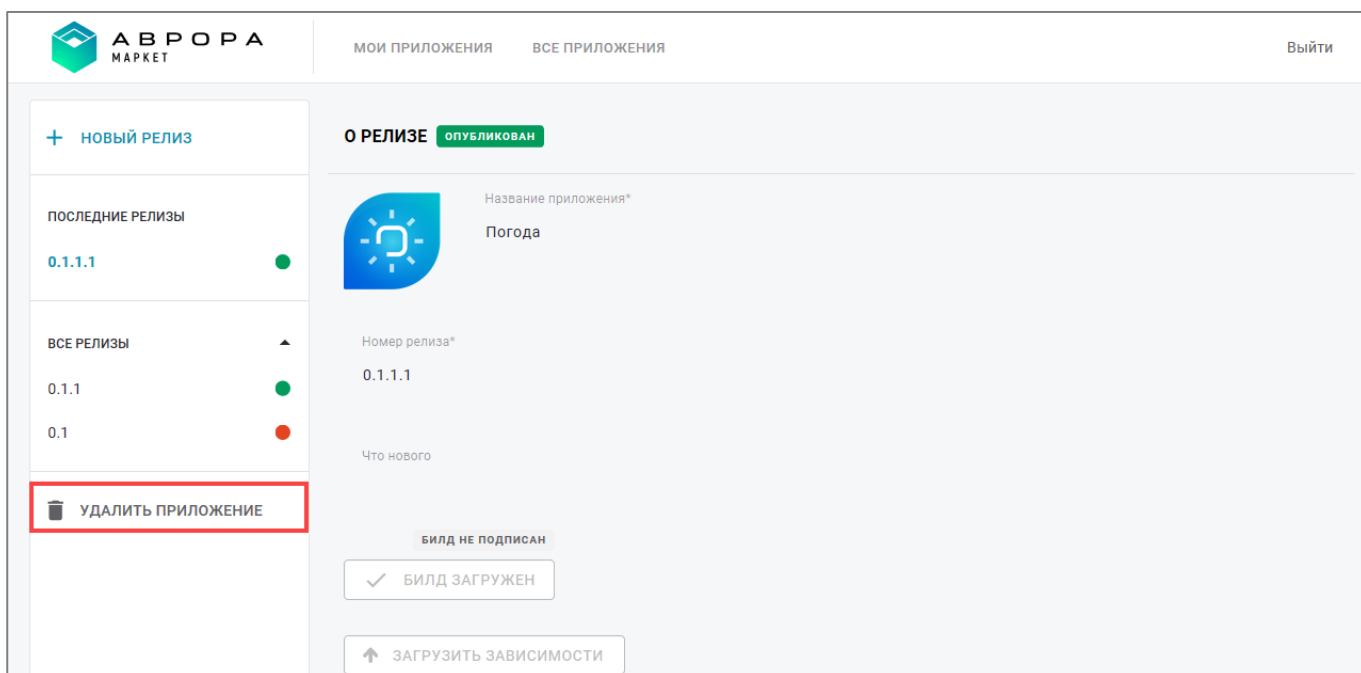 АВРОРА
МАРКЕТ
МОИ ПРИЛОЖЕНИЯ
ВСЕ ПРИЛОЖЕНИЯ
Выйти
НОВЫЙ РЕЛИЗ
ПОСЛЕДНИЕ РЕЛИЗЫ
0.1.1.1
ВСЕ РЕЛИЗЫ
0.1.1
0.1
УДАЛИТЬ ПРИЛОЖЕНИЕ
О РЕЛИЗЕ ОПУБЛИКОВАН
Название приложения*
Погода
Номер релиза*
0.1.1.1
Что нового
БИЛД НЕ ПОДПИСАН
БИЛД ЗАГРУЖЕН
ЗАГРУЗИТЬ ЗАВИСИМОСТИ